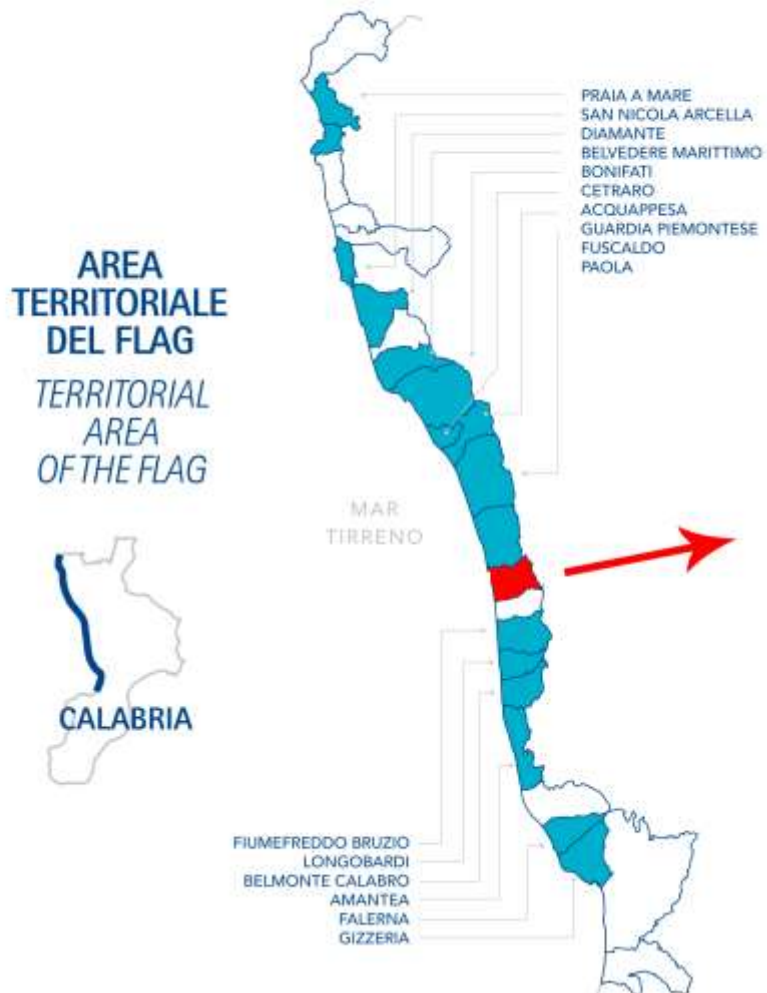 AREA
TERRITORIALE
DEL FLAG
TERRITORIAL
AREA
OF THE FLAG
CALABRIA
MAR
TIRRENO
PRAIA A MARE
SAN NICOLA ARCELLA
DIAMANTE
BELVEDERE MARITTIMO
BONIFATI
CETRARO
ACQUAPPESA
GUARDIA PIEMONTESE
FUSCALDO
PAOLA
FIUMEFREDDO BRUZIO
LONGOBARDI
BELMONTE CALABRO
AMANTEA
FALERNA
GIZZERIA